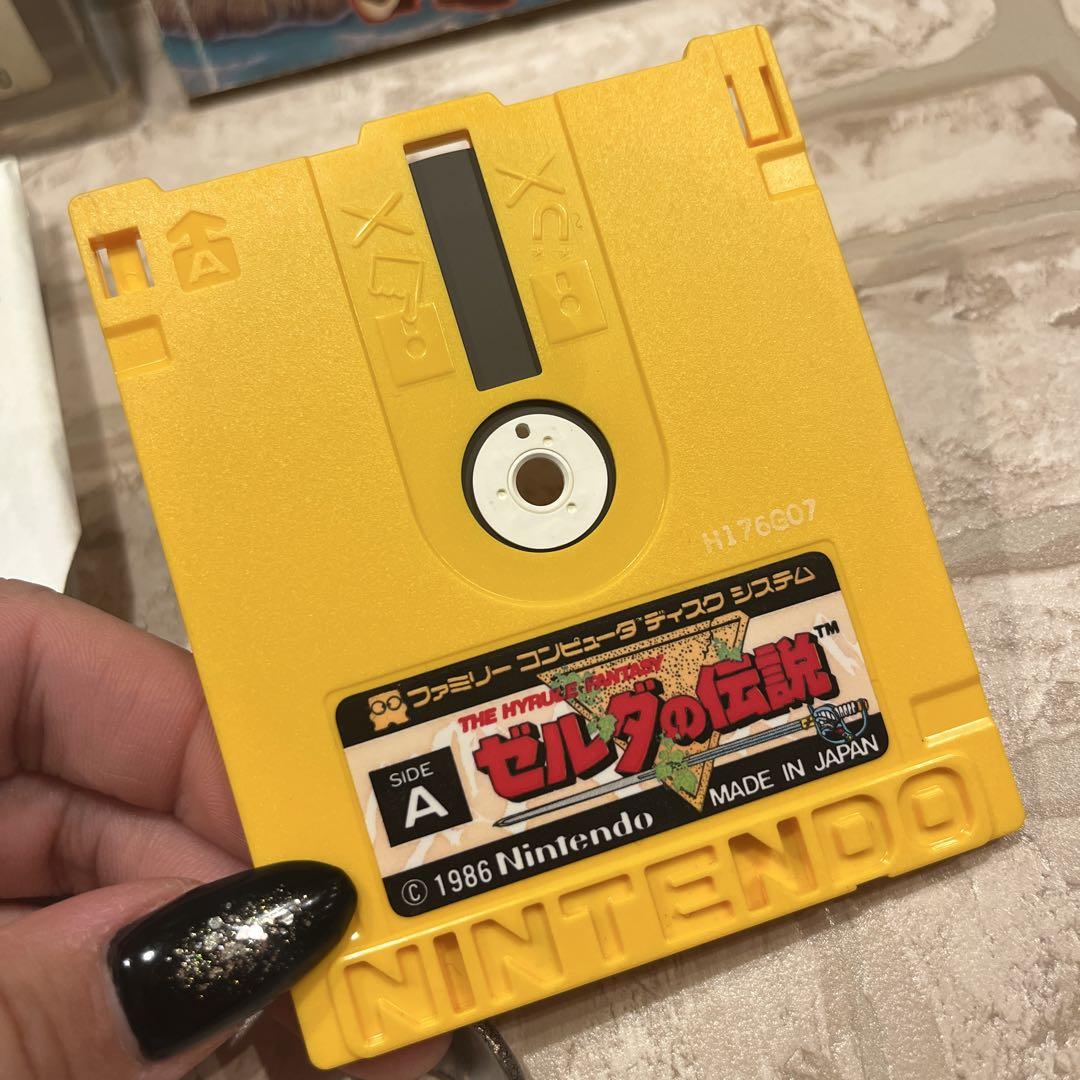 A
H176G07
ファミリー コンピュータ ディスク システム
THE HYRULE FANTASY
ゼルダの伝説™
SIDE
A
MADE IN JAPAN
© 1986 Nintendo
NINTENDO